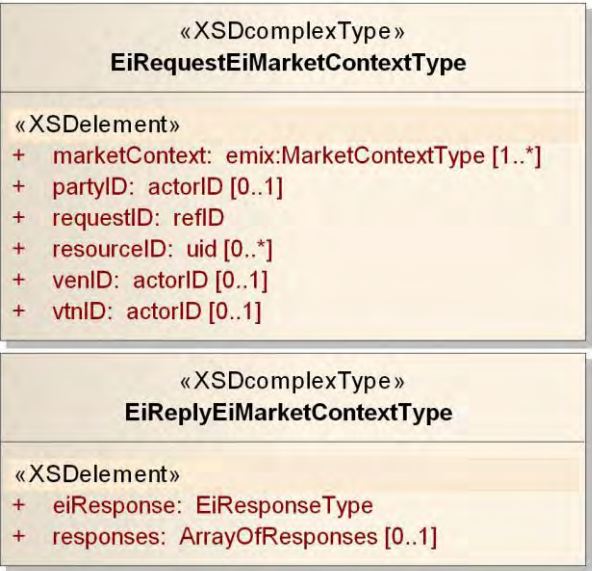 «XSDcomplexType»
EiRequestEiMarketContextType
«XSDelement»
+ marketContext: emix:MarketContextType [1..*]
+ partyID: actorID [0..1]
+ requestID: refID
+ resourceID: uid [0..*]
+ venID: actorID [0..1]
+ vtnID: actorID [0..1]
«XSDcomplexType»
EiReplyEiMarketContextType
«XSDelement»
+ eiResponse: EiResponseType
+ responses: ArrayOfResponses [0..1]